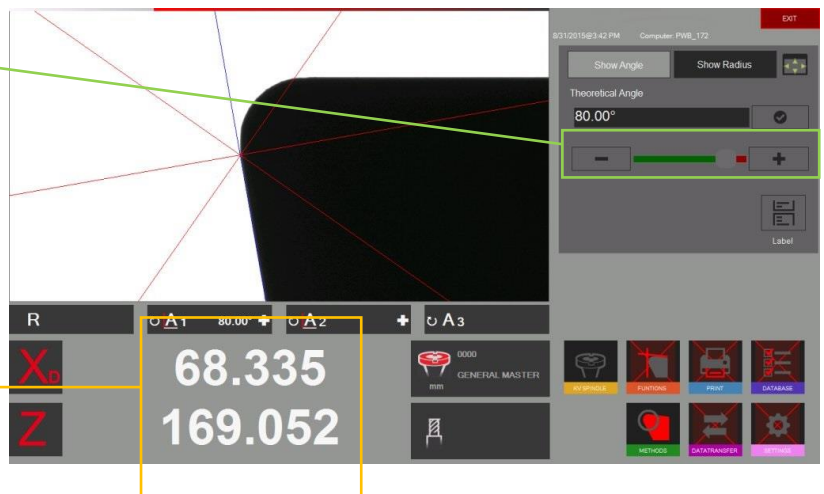 EXIT
8/31/2015@3:42 PM Computer: PWB_172
Show Angle Show Radius
Theoretical Angle
80.00°
Label
R A1 80.00° A2 A3
XD 68.335
0000
GENERAL MASTER
mm
Z 169.052
KV SPINDLE FUNTIONS PRINT DATABASE
METHODS DATATRANSFER SETTINGS